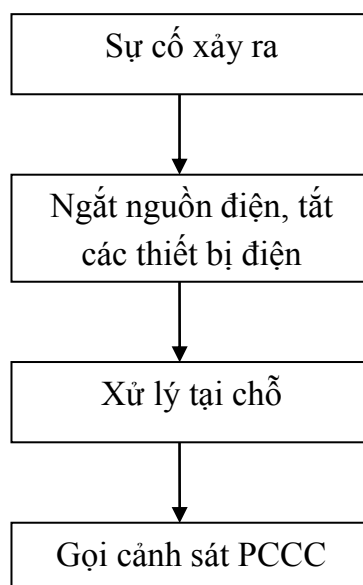 Sự cố xảy ra
Ngắt nguồn điện, tắt
các thiết bị điện
Xử lý tại chỗ
Gọi cảnh sát PCCC